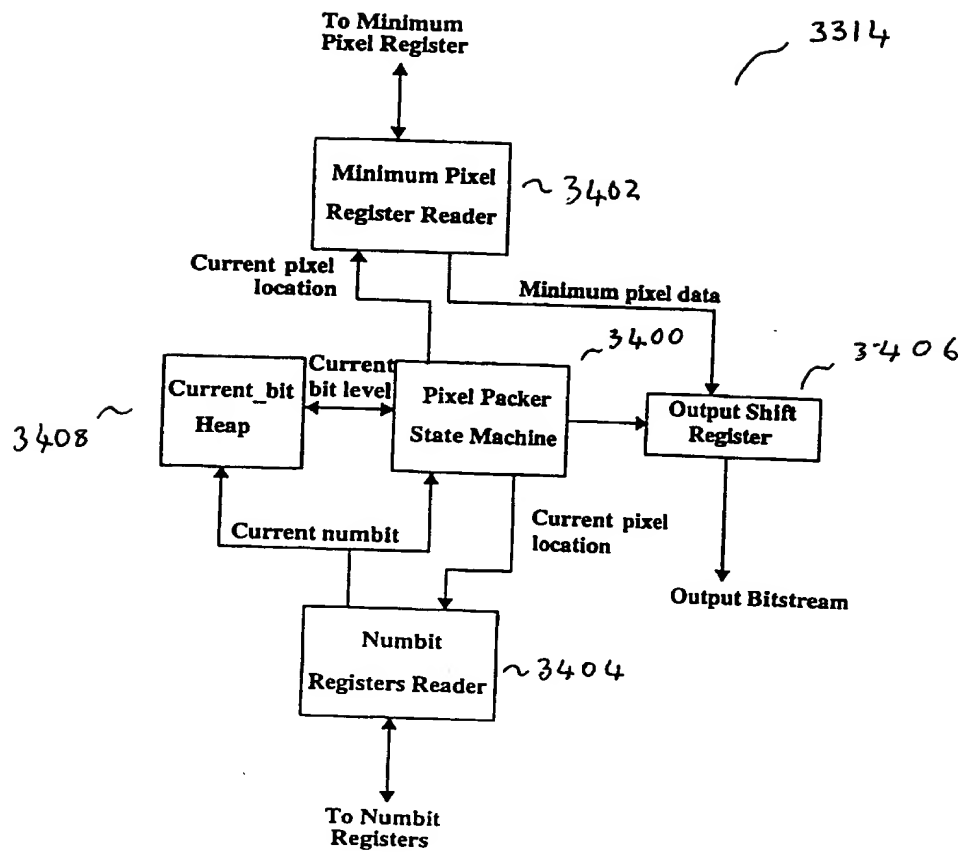 To Minimum
Pixel Register
3314
Minimum Pixel
Register Reader
3402
Current pixel
location
Minimum pixel data
3400
3406
Current_bit
Heap
Current
bit level
Pixel Packer
State Machine
Output Shift
Register
3408
Current numbit
Current pixel
location
Output Bitstream
Numbit
Registers Reader
3404
To Numbit
Registers